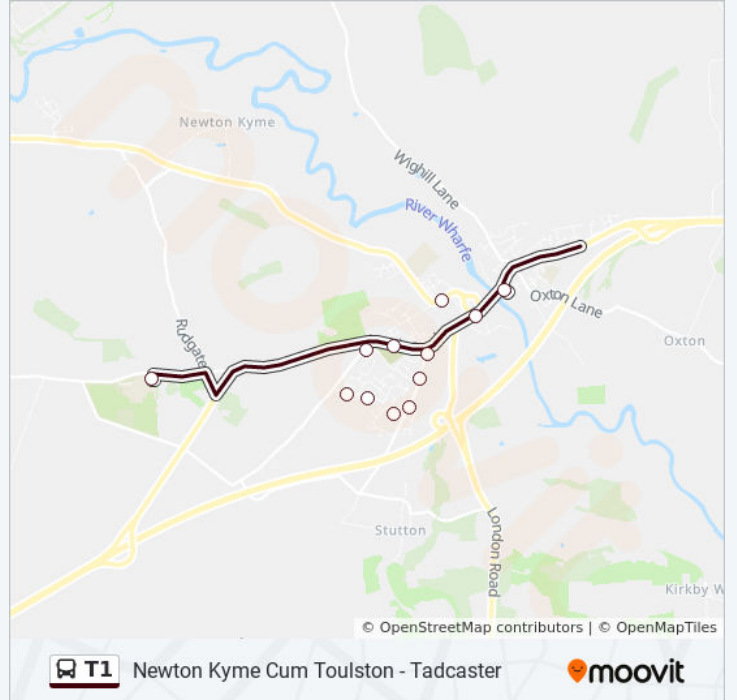 Newton Kyme
Wighill Lane
River Wharfe
Oxton Lane
Rudgate
Oxton
Stutton
London Road
Kirkby W
© OpenStreetMap contributors | © OpenMapTiles
T1 Newton Kyme Cum Toulston - Tadcaster moovit